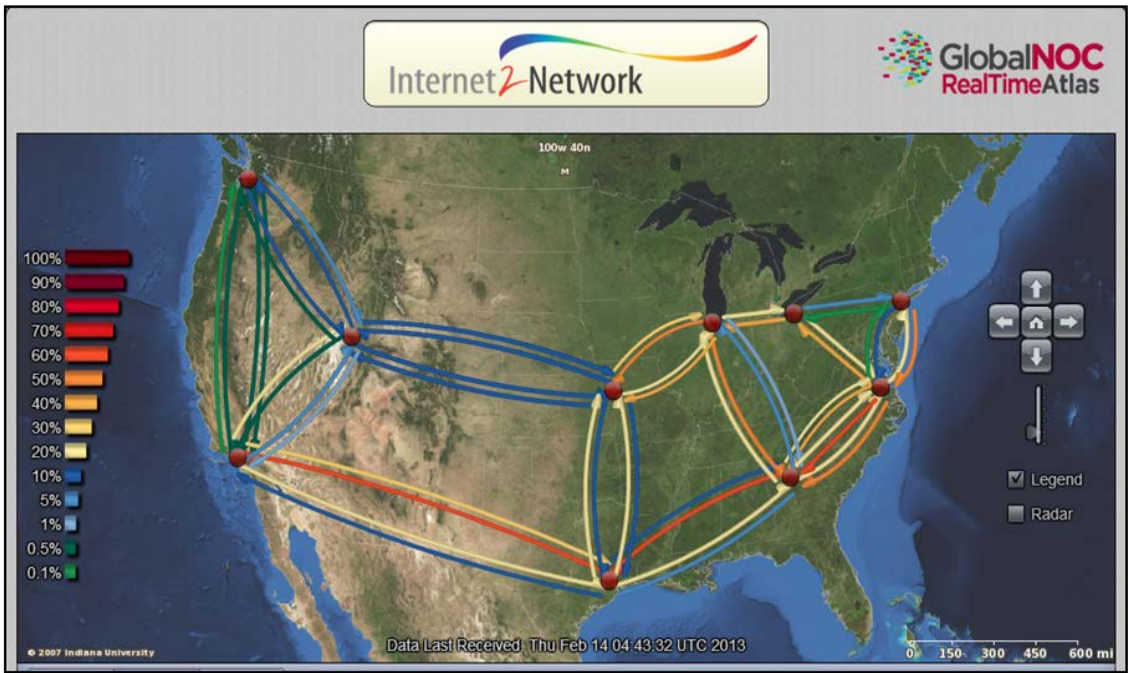 Internet2 Network
GlobalNOC
RealTimeAtlas
100w 40n
M
100%
90%
80%
70%
60%
50%
40%
30%
20%
10%
5%
1%
0.5%
0.1%
Legend
Radar
Data Last Received: Thu Feb 14 04:43:32 UTC 2013
© 2007 Indiana University
0 150 300 450 600 mi